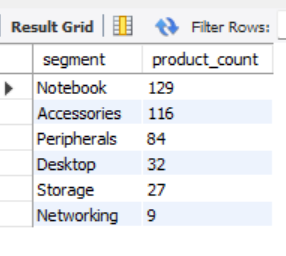 Result Grid Filter Rows:
segment product_count
Notebook 129
Accessories 116
Peripherals 84
Desktop 32
Storage 27
Networking 9